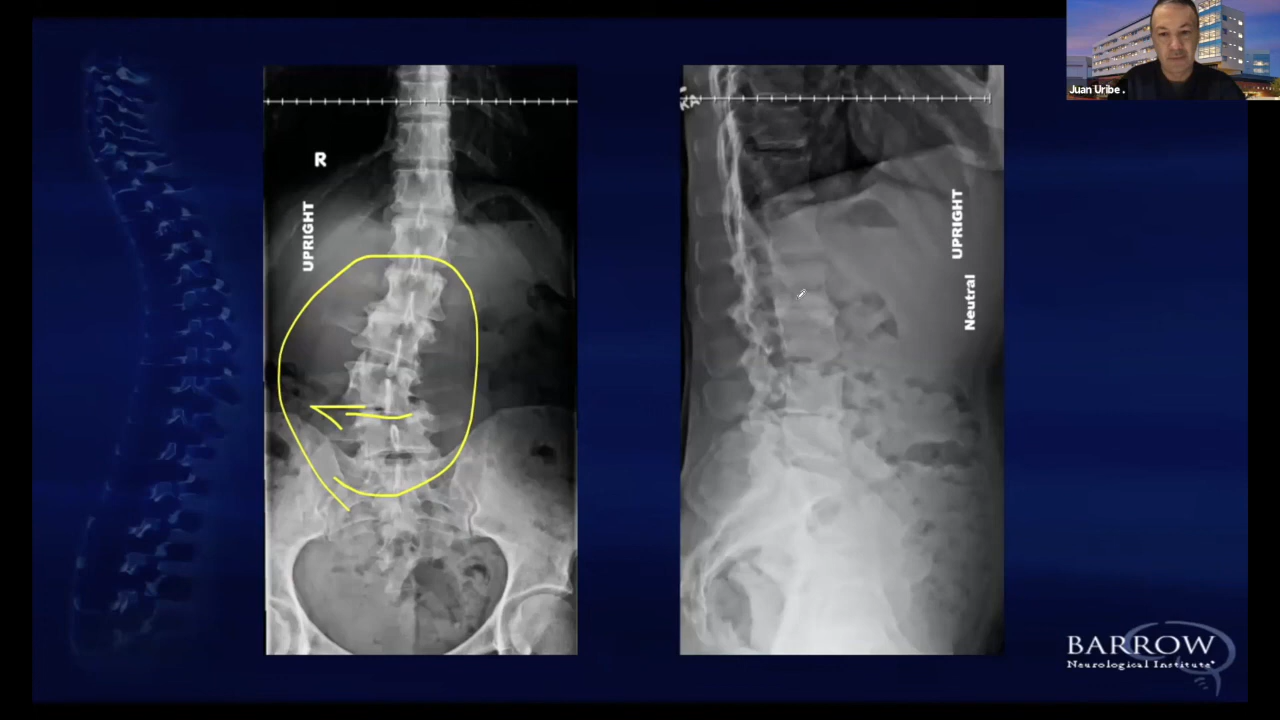 R
UPRIGHT
UPRIGHT
Neutral
Juan Uribe .
BARROW
Neurological Institute®